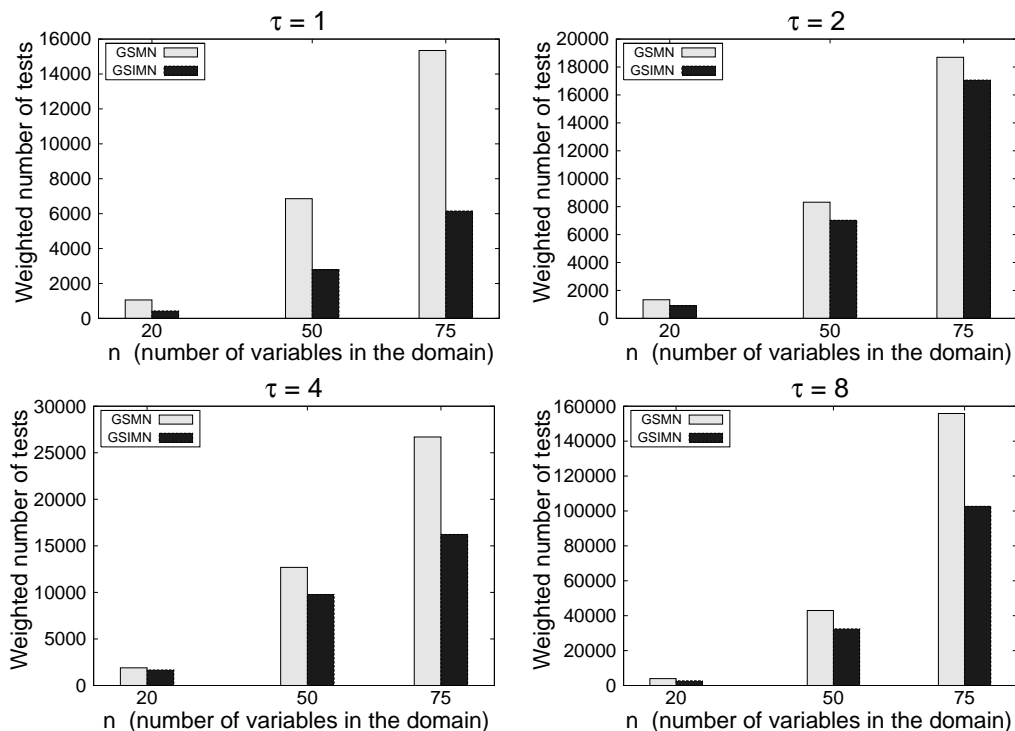 τ = 1
Weighted number of tests
16000
14000
12000
10000
8000
6000
4000
2000
0
GSMN
GSIMN
20 50 75
n (number of variables in the domain)
τ = 2
Weighted number of tests
20000
18000
16000
14000
12000
10000
8000
6000
4000
2000
0
GSMN
GSIMN
20 50 75
n (number of variables in the domain)
τ = 4
Weighted number of tests
30000
25000
20000
15000
10000
5000
0
GSMN
GSIMN
20 50 75
n (number of variables in the domain)
τ = 8
Weighted number of tests
160000
140000
120000
100000
80000
60000
40000
20000
0
GSMN
GSIMN
20 50 75
n (number of variables in the domain)